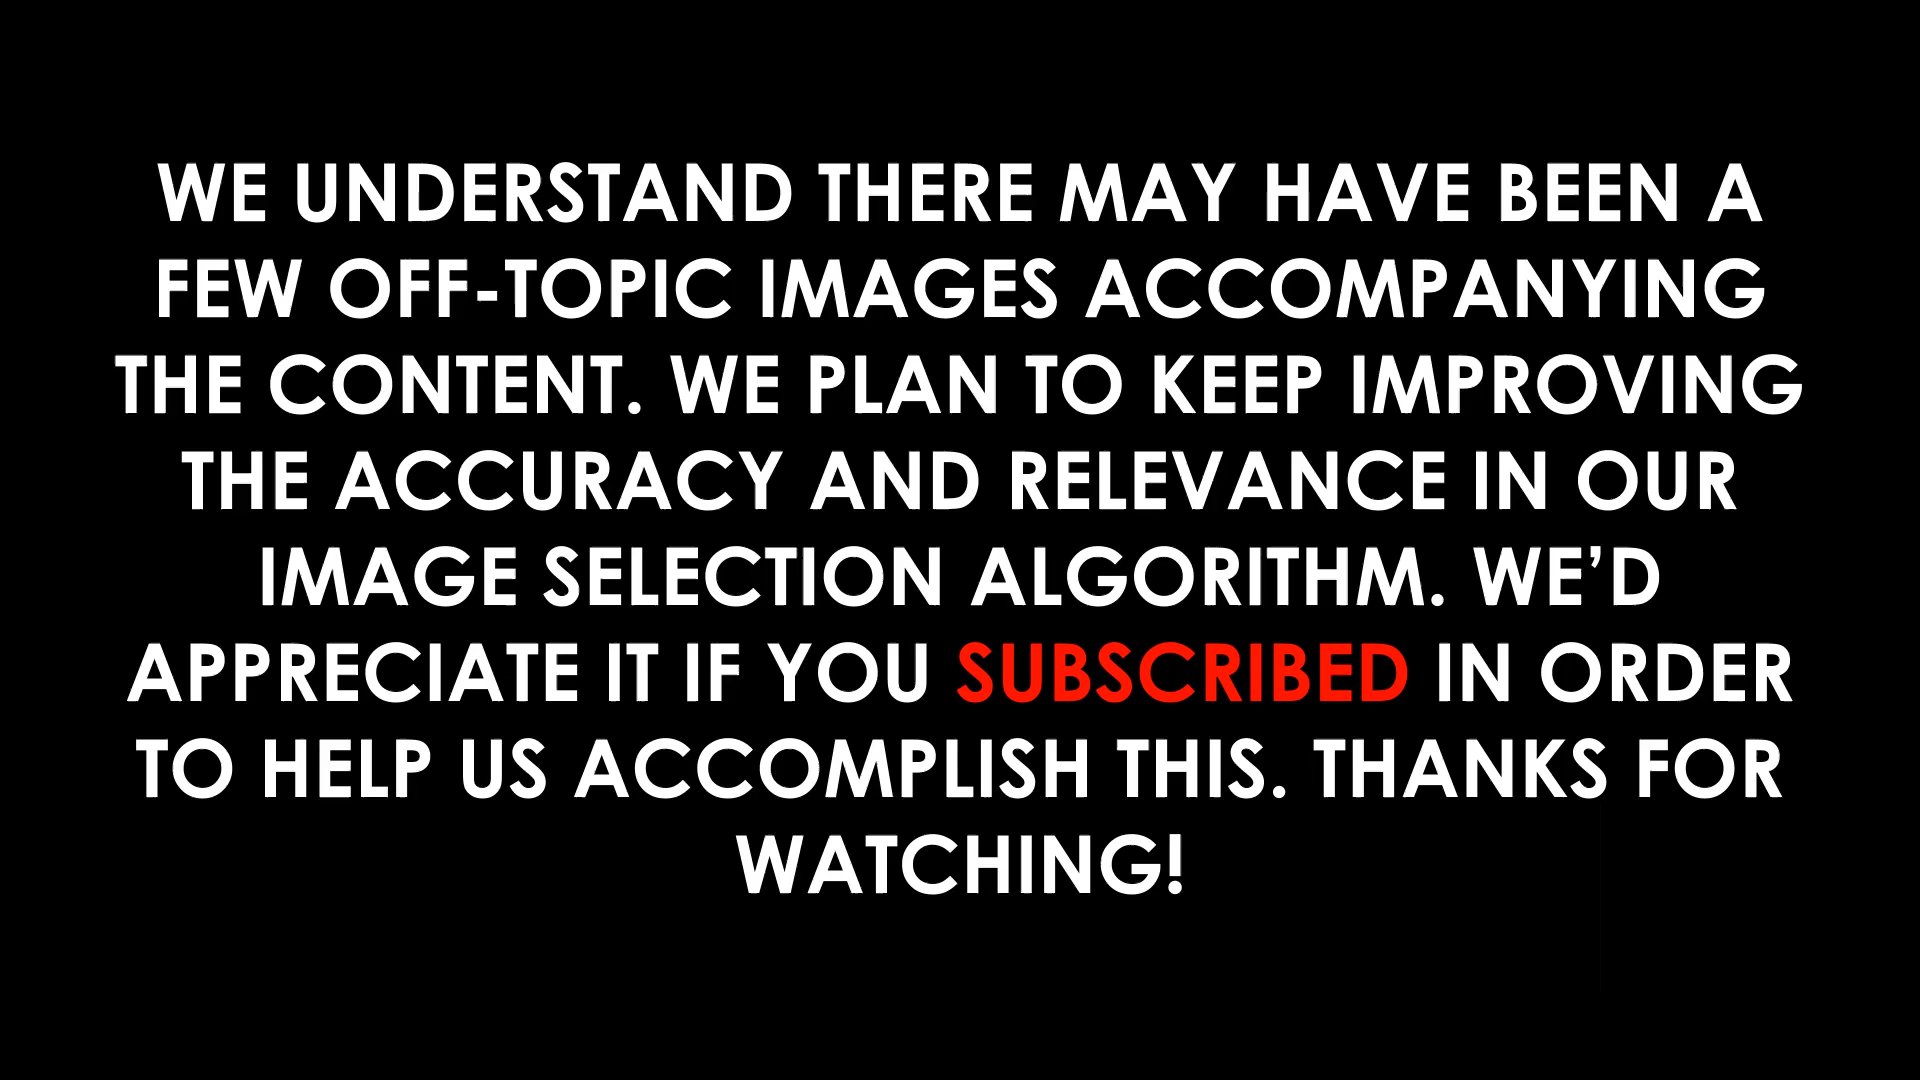 WE UNDERSTAND THERE MAY HAVE BEEN A
FEW OFF-TOPIC IMAGES ACCOMPANYING
THE CONTENT. WE PLAN TO KEEP IMPROVING
THE ACCURACY AND RELEVANCE IN OUR
IMAGE SELECTION ALGORITHM. WE’D
APPRECIATE IT IF YOU SUBSCRIBED IN ORDER
TO HELP US ACCOMPLISH THIS. THANKS FOR
WATCHING!